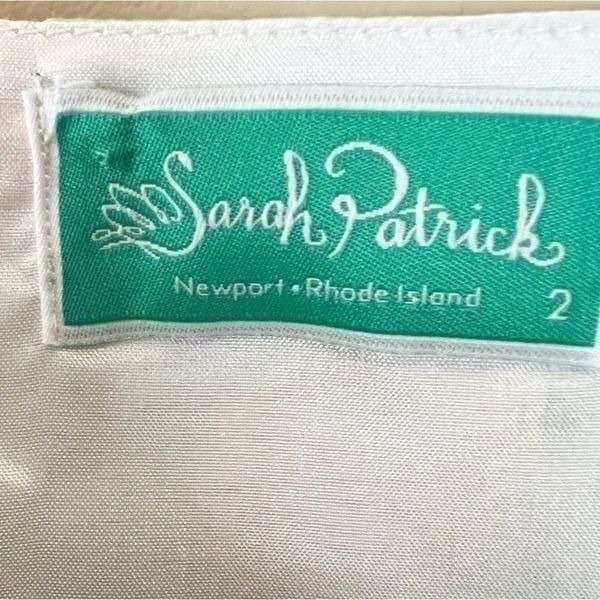 Sarah Patrick
Newport • Rhode Island
2